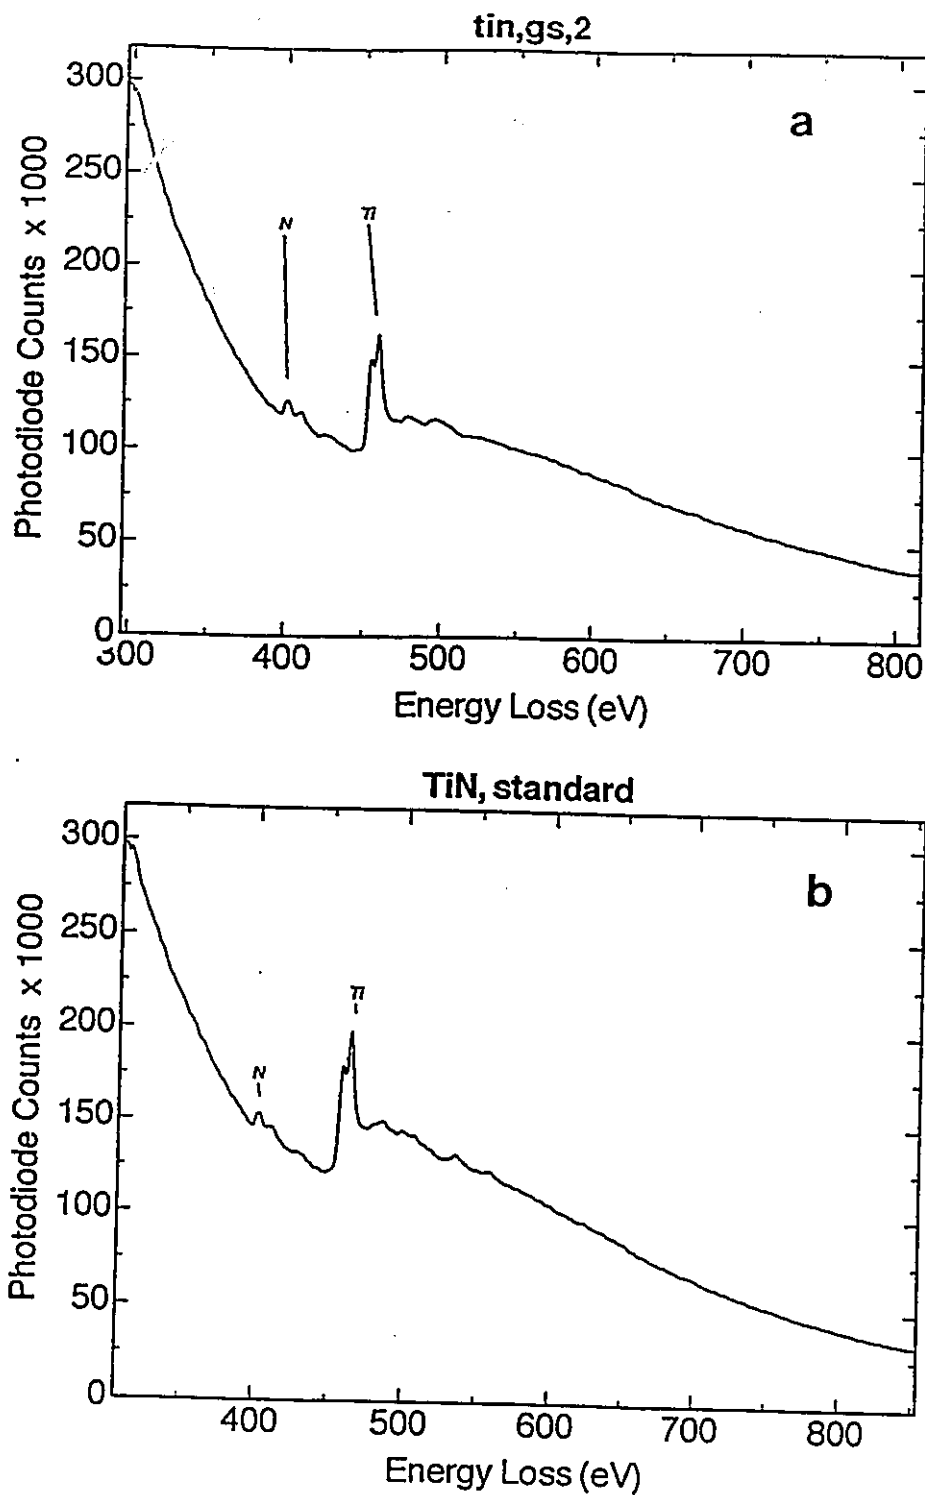 tin,gs,2
a
300
250
200
150
100
50
0
Photodiode Counts x 1000
N
Ti
300 400 500 600 700 800
Energy Loss (eV)
TiN, standard
b
300
250
200
150
100
50
0
Photodiode Counts x 1000
Ti
N
400 500 600 700 800
Energy Loss (eV)